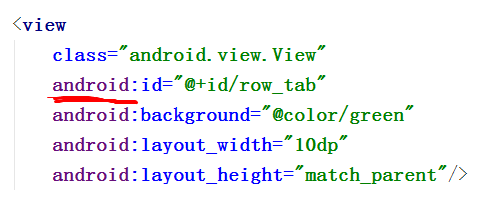 <view
class="android.view.View"
android:id="@+id/row_tab"
android:background="@color/green"
android:layout_width="10dp"
android:layout_height="match_parent"/>